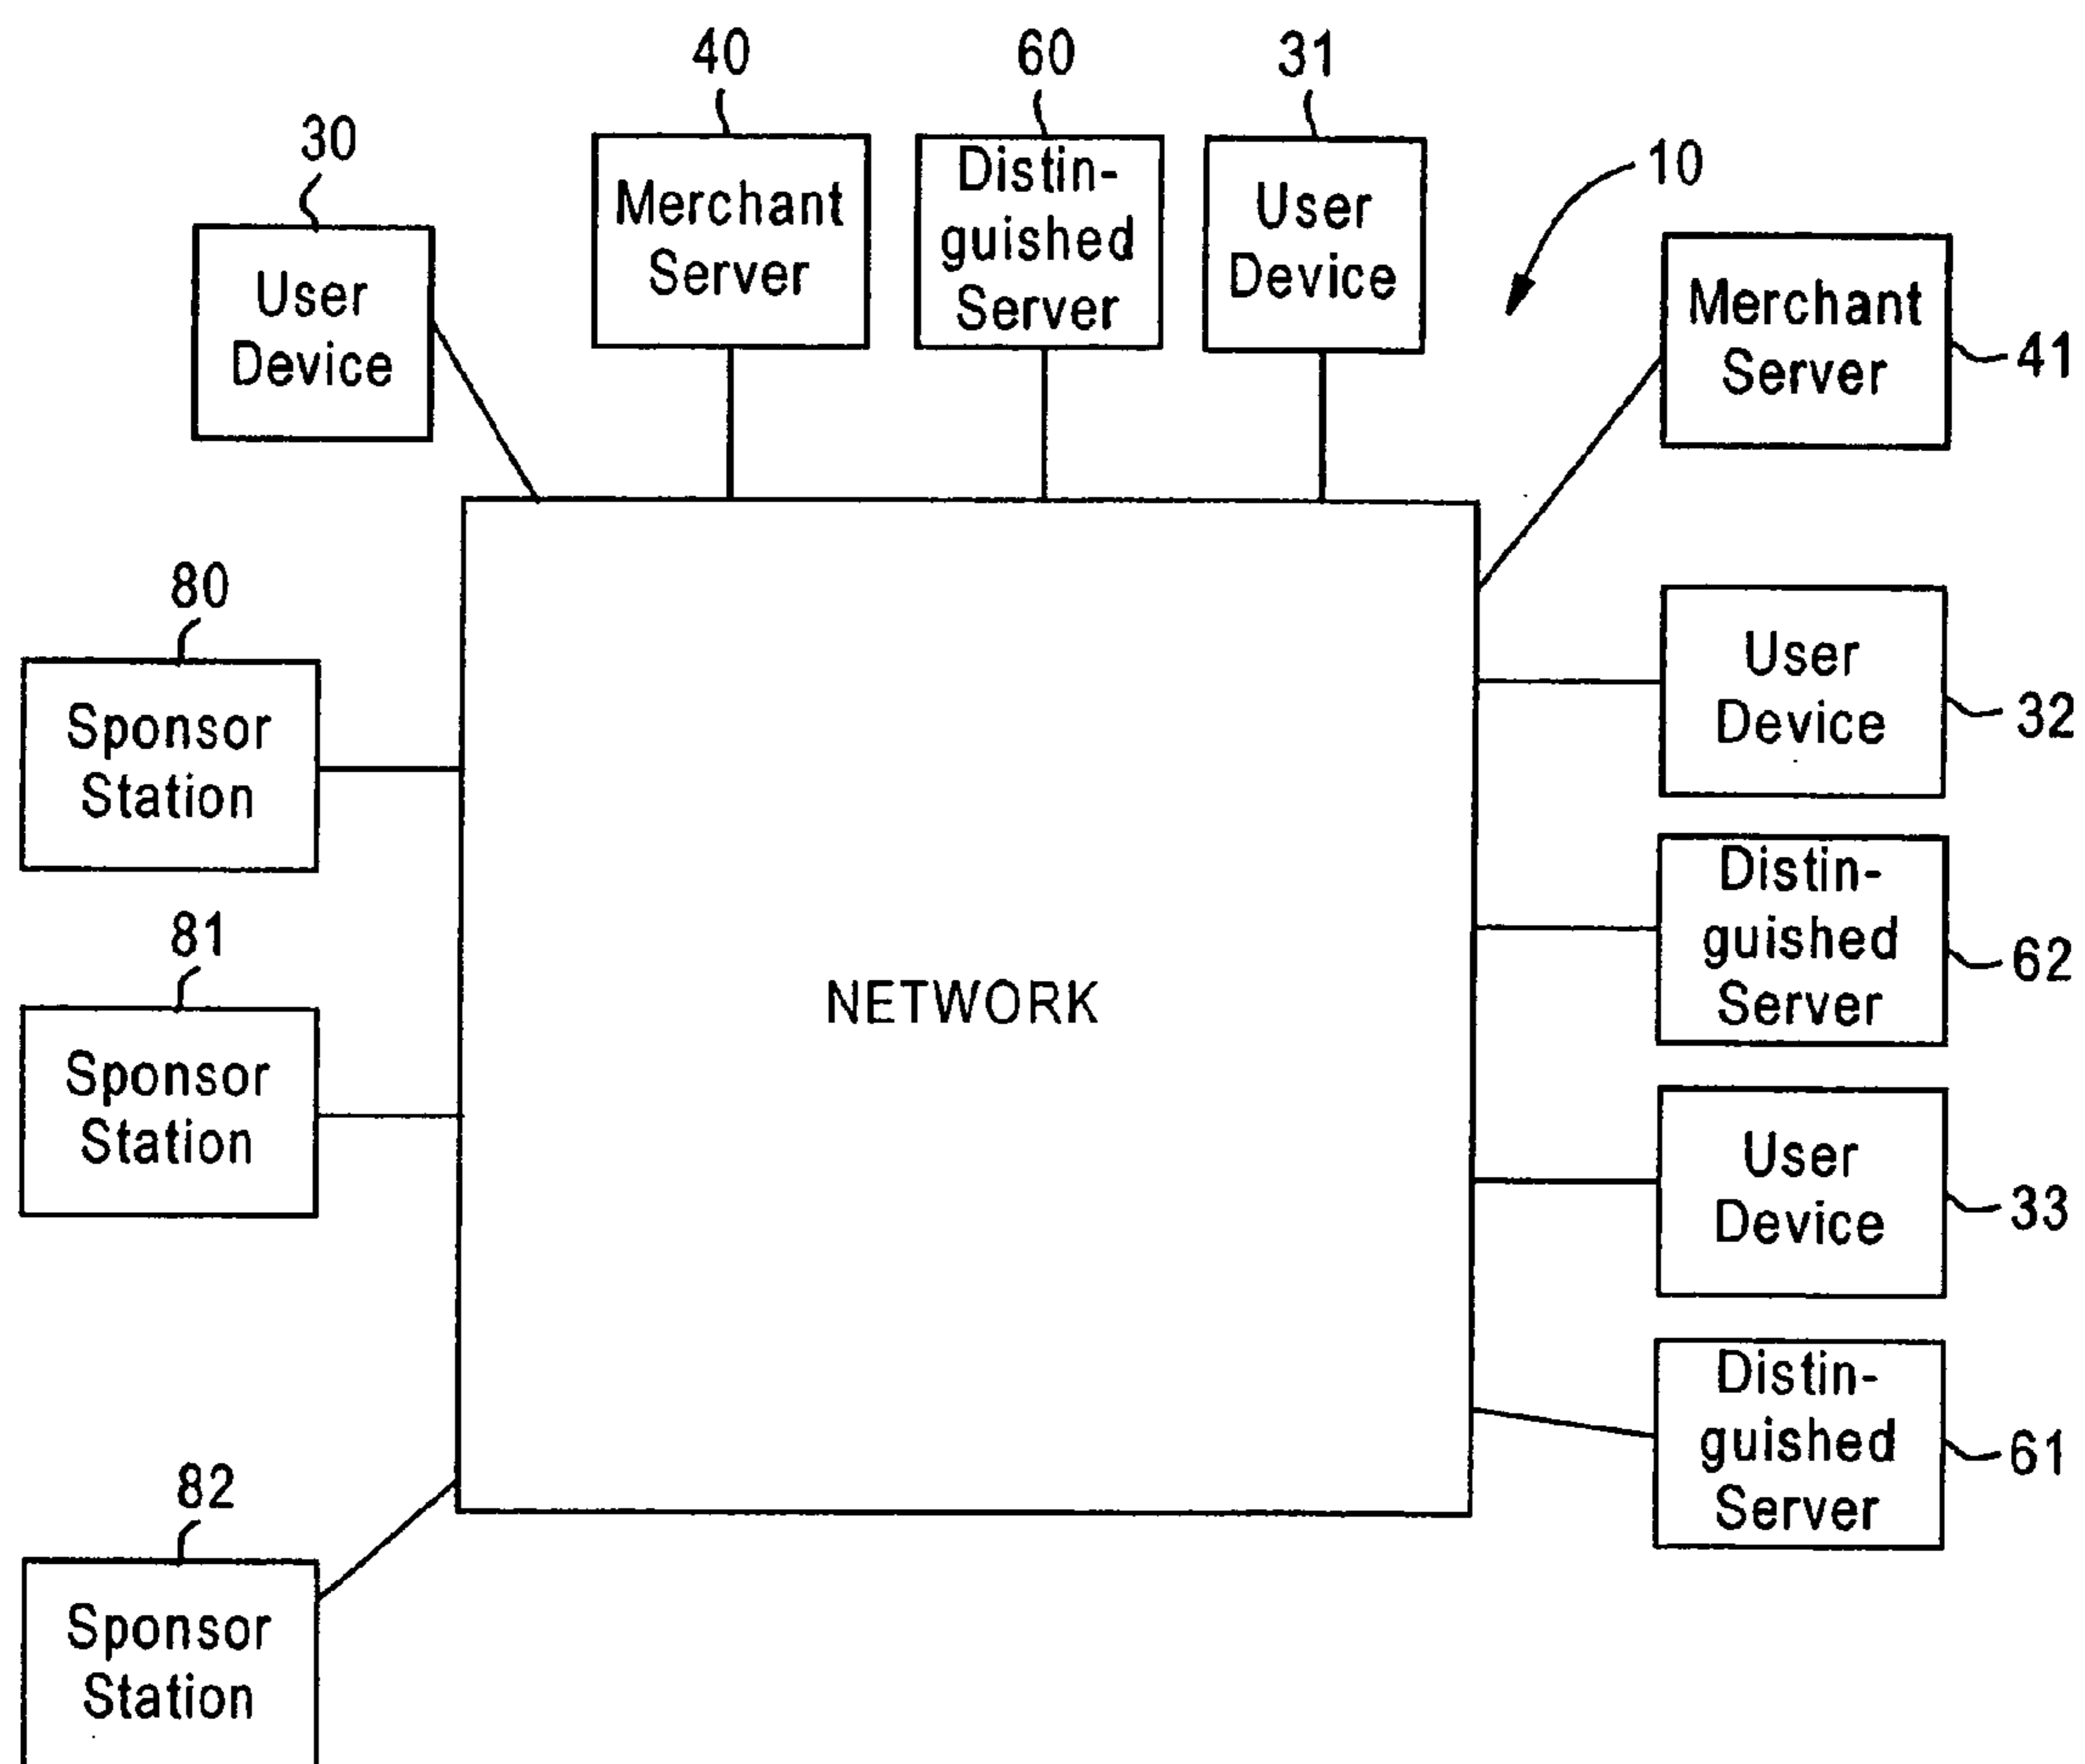 40
60
31
30
10
Merchant
Server
Distin-
guished
Server
User
Device
User
Device
Merchant
Server
41
80
Sponsor
Station
User
Device
32
81
Sponsor
Station
Distin-
guished
Server
62
NETWORK
User
Device
33
82
Sponsor
Station
Distin-
guished
Server
61